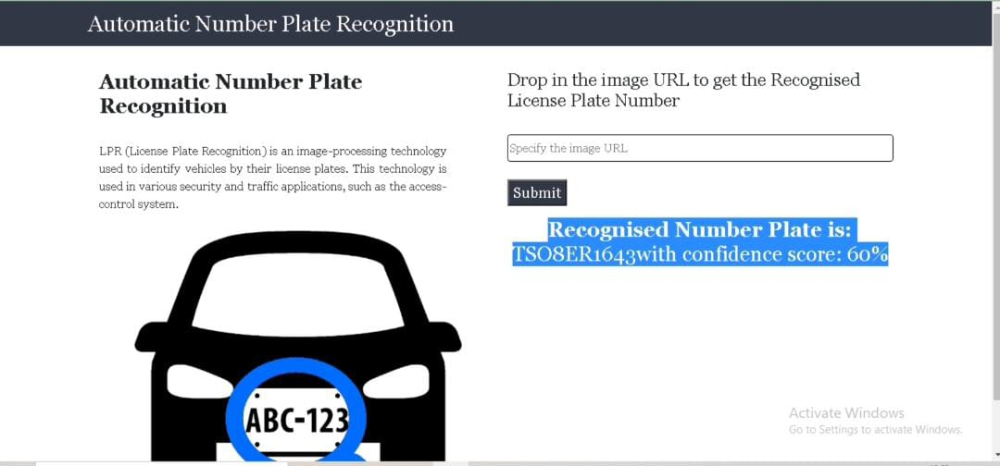 Automatic Number Plate Recognition
Automatic Number Plate
Recognition
LPR (License Plate Recognition) is an image-processing technology
used to identify vehicles by their license plates. This technology is
used in various security and traffic applications, such as the access-
control system.
ABC-123
Drop in the image URL to get the Recognised
License Plate Number
Specify the image URL
Submit
Recognised Number Plate is:
TSO8ER1643with confidence score: 60%
Activate Windows
Go to Settings to activate Windows.